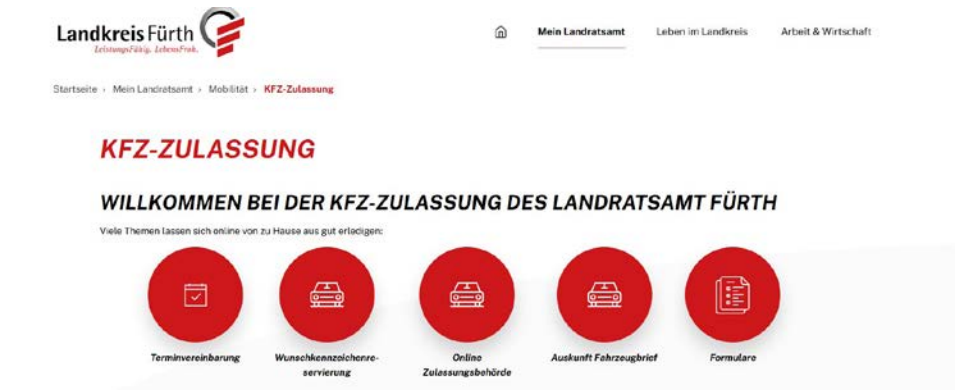 Landkreis Fürth
LeistungsFähig. LebensFroh.
Mein Landratsamt
Leben im Landkreis
Arbeit & Wirtschaft
Startseite › Mein Landratsamt › Mobilität › KFZ-Zulassung
KFZ-ZULASSUNG
WILLKOMMEN BEI DER KFZ-ZULASSUNG DES LANDRATSAMT FÜRTH
Viele Themen lassen sich online von zu Hause aus gut erledigen:
Terminvereinbarung
Wunschkennzeichenre-
servierung
Online
Zulassungsbehörde
Auskunft Fahrzeugbrief
Formulare